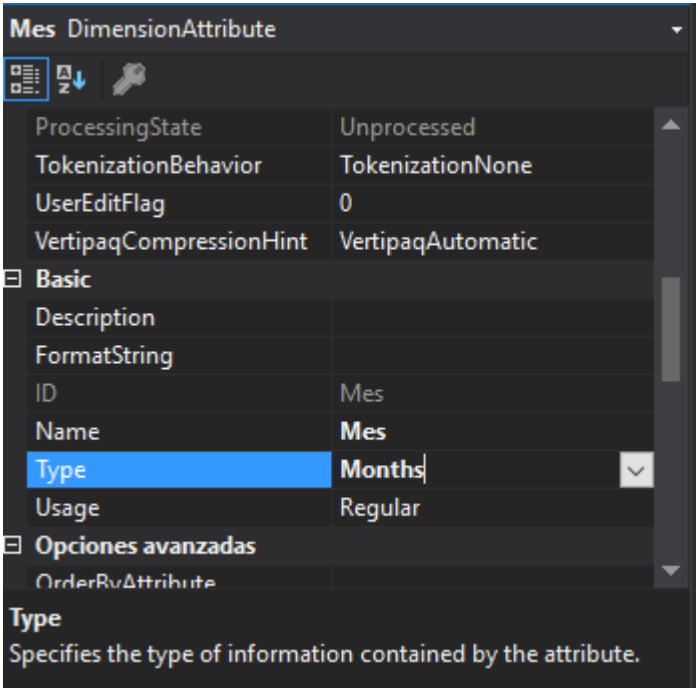 Mes DimensionAttribute
ProcessingState Unprocessed
TokenizationBehavior TokenizationNone
UserEditFlag 0
VertipaqCompressionHint VertipaqAutomatic
Basic
Description
FormatString
ID Mes
Name Mes
Type Months
Usage Regular
Opciones avanzadas
OrderByAttribute
Type
Specifies the type of information contained by the attribute.